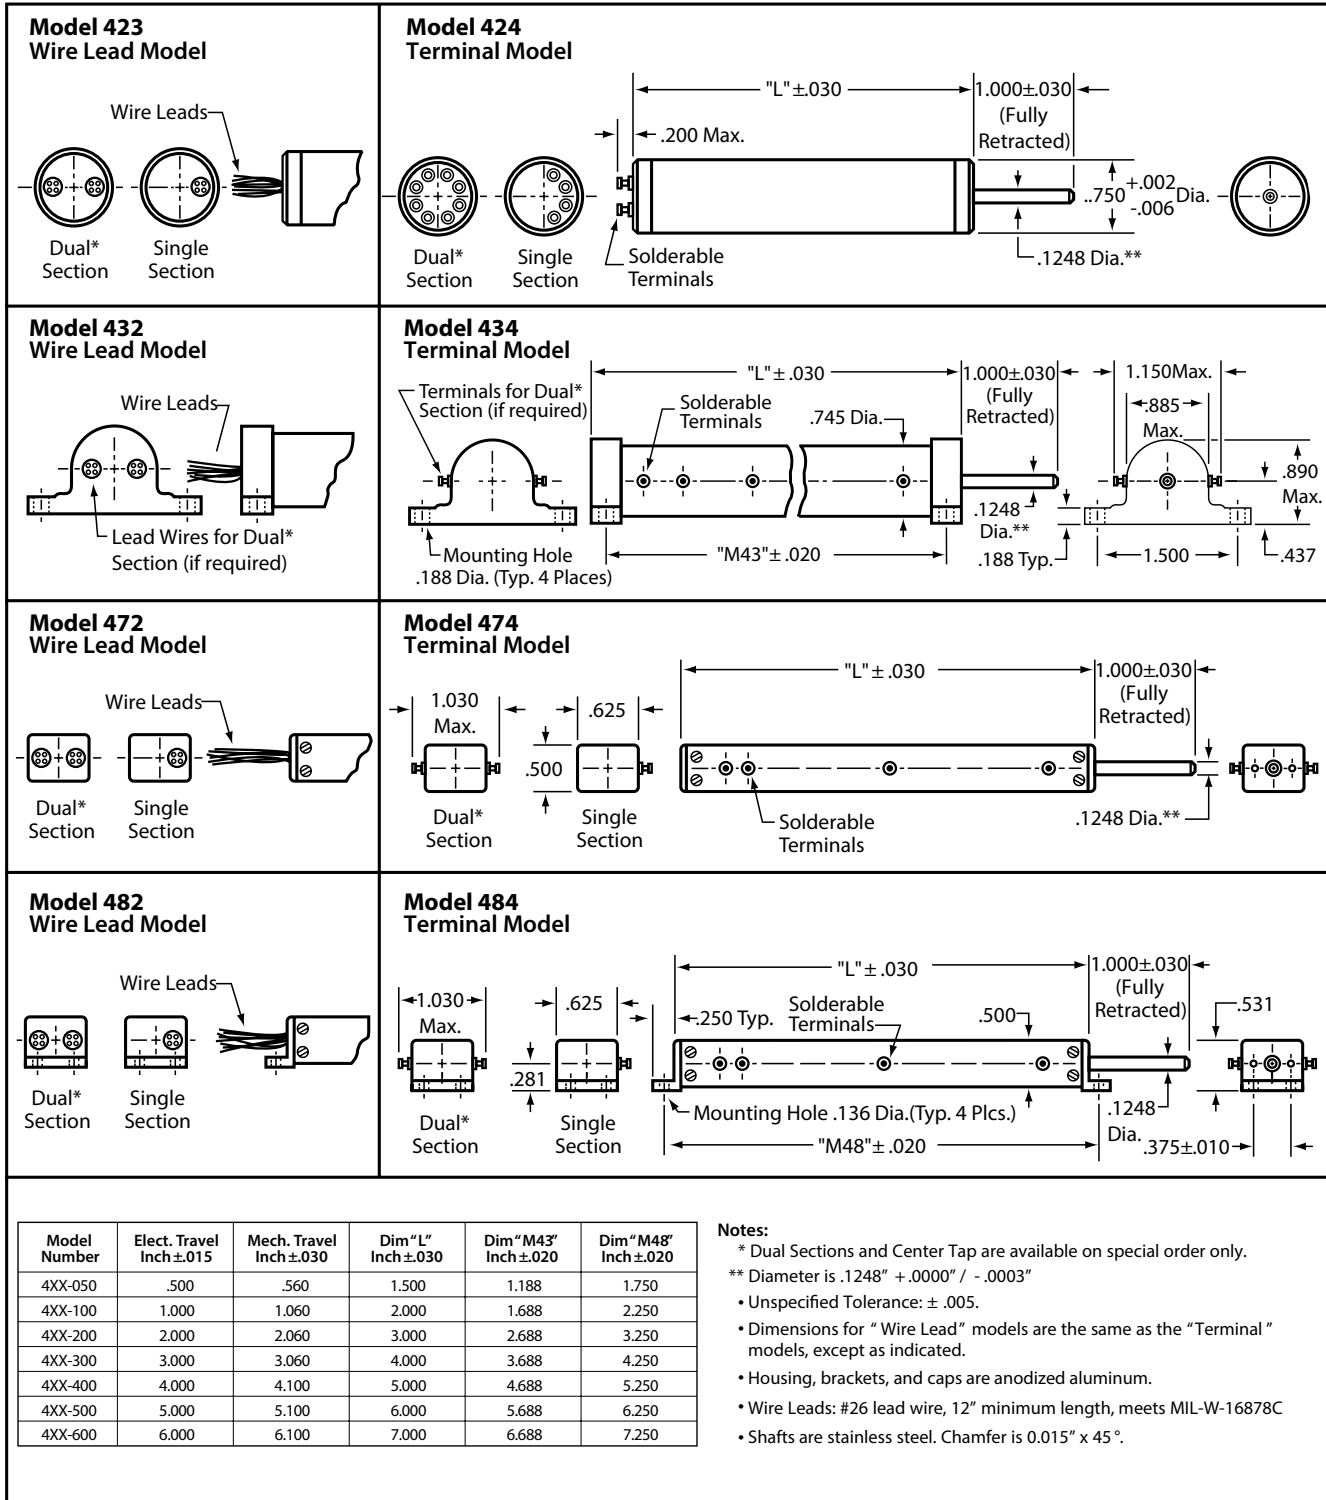 Model 423
Wire Lead Model
Wire Leads
Dual*
Section
Single
Section
Model 424
Terminal Model
"L"±.030
1.000±.030
(Fully
Retracted)
.200 Max.
..750 +.002 -.006 Dia.
.1248 Dia.**
Dual*
Section
Single
Section
Solderable
Terminals
Model 432
Wire Lead Model
Wire Leads
Lead Wires for Dual*
Section (if required)
Model 434
Terminal Model
Terminals for Dual*
Section (if required)
"L"± .030
1.000±.030
(Fully
Retracted)
1.150Max.
.885
Max.
Solderable
Terminals
.745 Dia.
.890
Max.
.1248
Dia.**
Mounting Hole
.188 Dia. (Typ. 4 Places)
"M43"± .020
.188 Typ.
1.500
.437
Model 472
Wire Lead Model
Wire Leads
Dual*
Section
Single
Section
Model 474
Terminal Model
1.030
Max.
.625
.500
"L"± .030
1.000±.030
(Fully
Retracted)
Dual*
Section
Single
Section
Solderable
Terminals
.1248 Dia.**
Model 482
Wire Lead Model
Wire Leads
Dual*
Section
Single
Section
Model 484
Terminal Model
1.030
Max.
.625
.250 Typ.
"L"± .030
Solderable
Terminals
.500
1.000±.030
(Fully
Retracted)
.531
.281
Dual*
Section
Single
Section
Mounting Hole .136 Dia.(Typ. 4 Plcs.)
"M48"± .020
.1248
Dia.
.375±.010
Model Number Elect. Travel Inch ±.015 Mech. Travel Inch ±.030 Dim "L" Inch ±.030 Dim "M43" Inch ±.020 Dim "M48" Inch ±.020
4XX-050 .500 .560 1.500 1.188 1.750
4XX-100 1.000 1.060 2.000 1.688 2.250
4XX-200 2.000 2.060 3.000 2.688 3.250
4XX-300 3.000 3.060 4.000 3.688 4.250
4XX-400 4.000 4.100 5.000 4.688 5.250
4XX-500 5.000 5.100 6.000 5.688 6.250
4XX-600 6.000 6.100 7.000 6.688 7.250
Notes:
* Dual Sections and Center Tap are available on special order only.
** Diameter is .1248" +.0000" / - .0003"
• Unspecified Tolerance: ± .005.
• Dimensions for "Wire Lead" models are the same as the "Terminal"
models, except as indicated.
• Housing, brackets, and caps are anodized aluminum.
• Wire Leads: #26 lead wire, 12" minimum length, meets MIL-W-16878C
• Shafts are stainless steel. Chamfer is 0.015" x 45°.